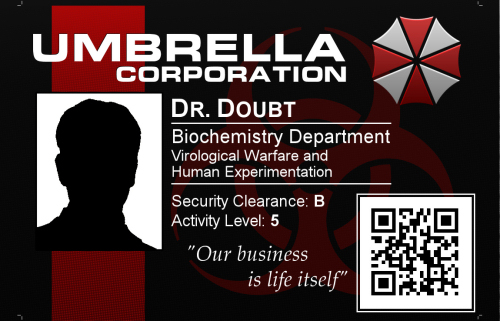 UMBRELLA
CORPORATION
DR. DOUBT
Biochemistry Department
Virological Warfare and
Human Experimentation
Security Clearance: B
Activity Level: 5
"Our business
is life itself"